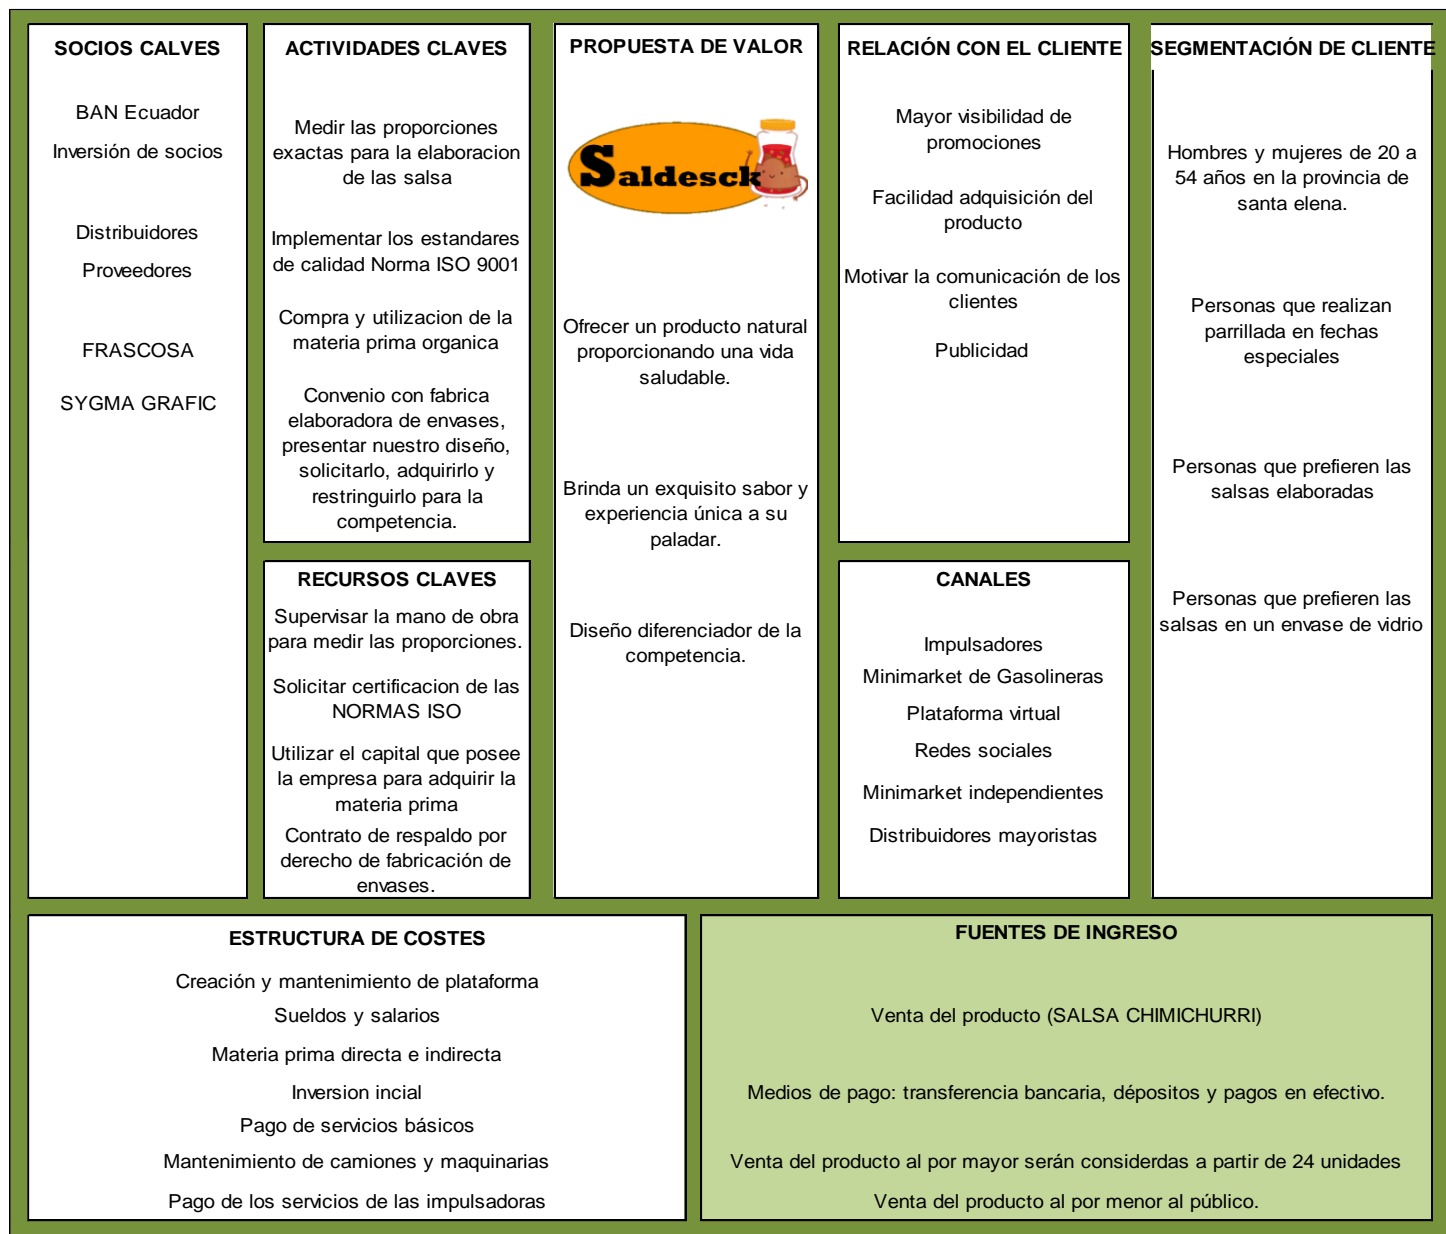 SOCIOS CALVES
BAN Ecuador
Inversión de socios
Distribuidores
Proveedores
FRASCOSA
SYGMA GRAFIC
ACTIVIDADES CLAVES
Medir las proporciones
exactas para la elaboracion
de las salsa
Implementar los estandares
de calidad Norma ISO 9001
Compra y utilizacion de la
materia prima organica
Convenio con fabrica
elaboradora de envases,
presentar nuestro diseño,
solicitarlo, adquirirlo y
restringuirlo para la
competencia.
RECURSOS CLAVES
Supervisar la mano de obra
para medir las proporciones.
Solicitar certificacion de las
NORMAS ISO
Utilizar el capital que posee
la empresa para adquirir la
materia prima
Contrato de respaldo por
derecho de fabricación de
envases.
PROPUESTA DE VALOR
Saldesck
Ofrecer un producto natural
proporcionando una vida
saludable.
Brinda un exquisito sabor y
experiencia única a su
paladar.
Diseño diferenciador de la
competencia.
RELACIÓN CON EL CLIENTE
Mayor visibilidad de
promociones
Facilidad adquisición del
producto
Motivar la comunicación de los
clientes
Publicidad
CANALES
Impulsadores
Minimarket de Gasolineras
Plataforma virtual
Redes sociales
Minimarket independientes
Distribuidores mayoristas
SEGMENTACIÓN DE CLIENTE
Hombres y mujeres de 20 a
54 años en la provincia de
santa elena.
Personas que realizan
parrillada en fechas
especiales
Personas que prefieren las
salsas elaboradas
Personas que prefieren las
salsas en un envase de vidrio
ESTRUCTURA DE COSTES
Creación y mantenimiento de plataforma
Sueldos y salarios
Materia prima directa e indirecta
Inversion incial
Pago de servicios básicos
Mantenimiento de camiones y maquinarias
Pago de los servicios de las impulsadoras
FUENTES DE INGRESO
Venta del producto (SALSA CHIMICHURRI)
Medios de pago: transferencia bancaria, dépositos y pagos en efectivo.
Venta del producto al por mayor serán considerdas a partir de 24 unidades
Venta del producto al por menor al público.